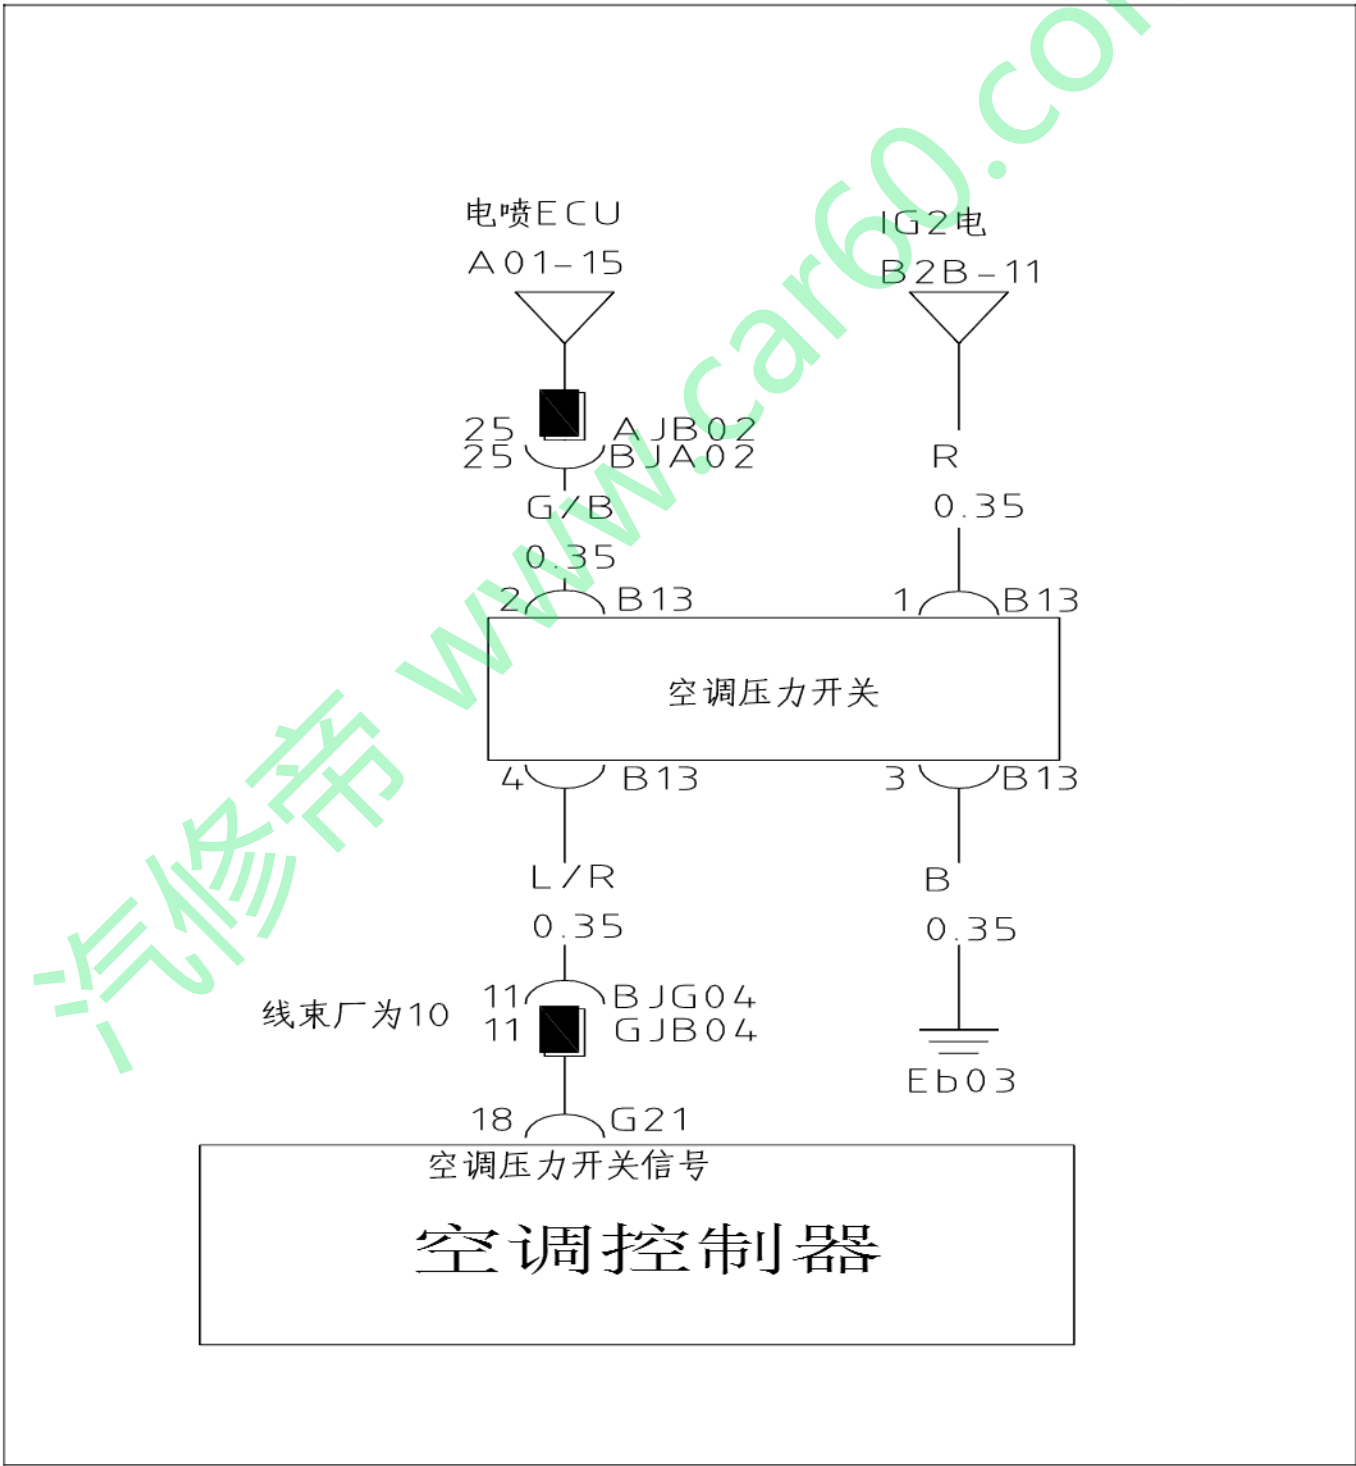 电喷ECU
A01-15
IG2电
B2B-11
25 AJB02
25 BJA02
G/B
0.35
R
0.35
2 B13
1 B13
空调压力开关
4 B13
3 B13
L/R
0.35
B
0.35
线束厂为10
11 BJG04
11 GJB04
Eb03
18 G21
空调压力开关信号
空调控制器
汽修帝 www.car60.com